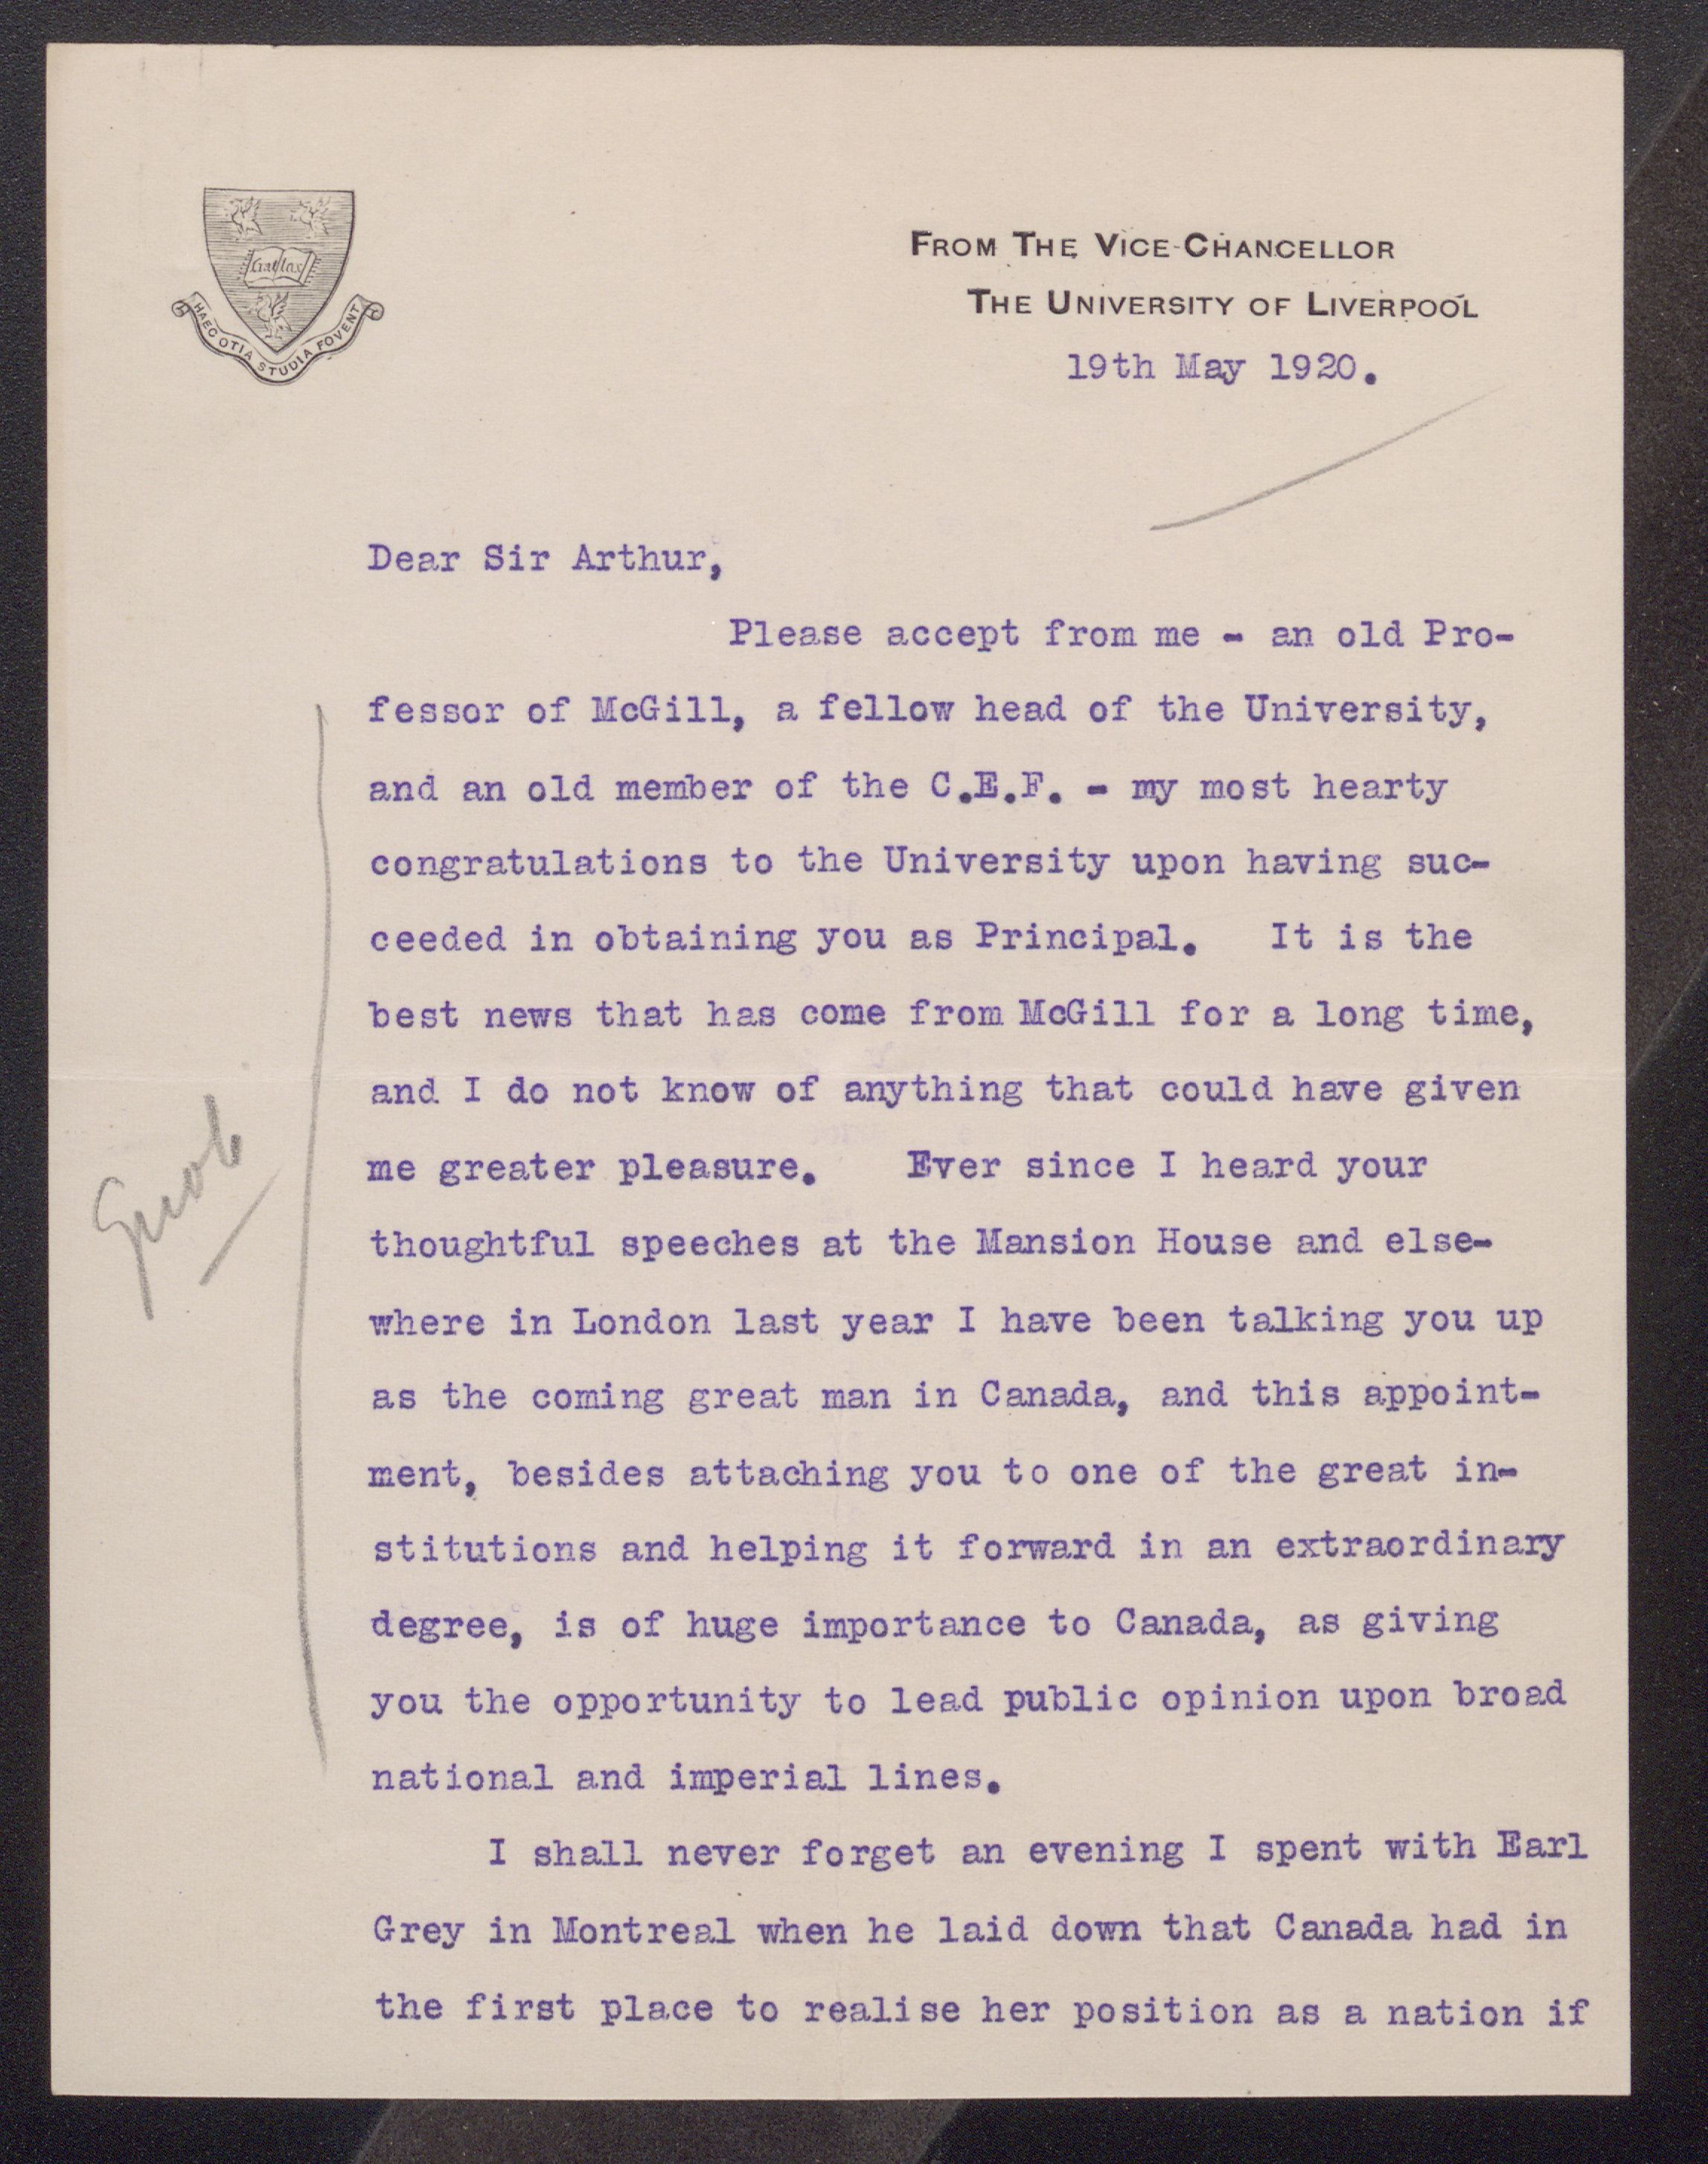 Fiat lux
HAEC OTIA STUDIA FOVENT
FROM THE VICE-CHANCELLOR
THE UNIVERSITY OF LIVERPOOL
19th May 1920.
Dear Sir Arthur,
Please accept from me - an old Pro-
fessor of McGill, a fellow head of the University,
and an old member of the C.E.F. - my most hearty
congratulations to the University upon having suc-
ceeded in obtaining you as Principal. It is the
best news that has come from McGill for a long time,
and I do not know of anything that could have given
me greater pleasure. Ever since I heard your
thoughtful speeches at the Mansion House and else-
where in London last year I have been talking you up
as the coming great man in Canada, and this appoint-
ment, besides attaching you to one of the great in-
stitutions and helping it forward in an extraordinary
degree, is of huge importance to Canada, as giving
you the opportunity to lead public opinion upon broad
national and imperial lines.
I shall never forget an evening I spent with Earl
Grey in Montreal when he laid down that Canada had in
the first place to realise her position as a nation if